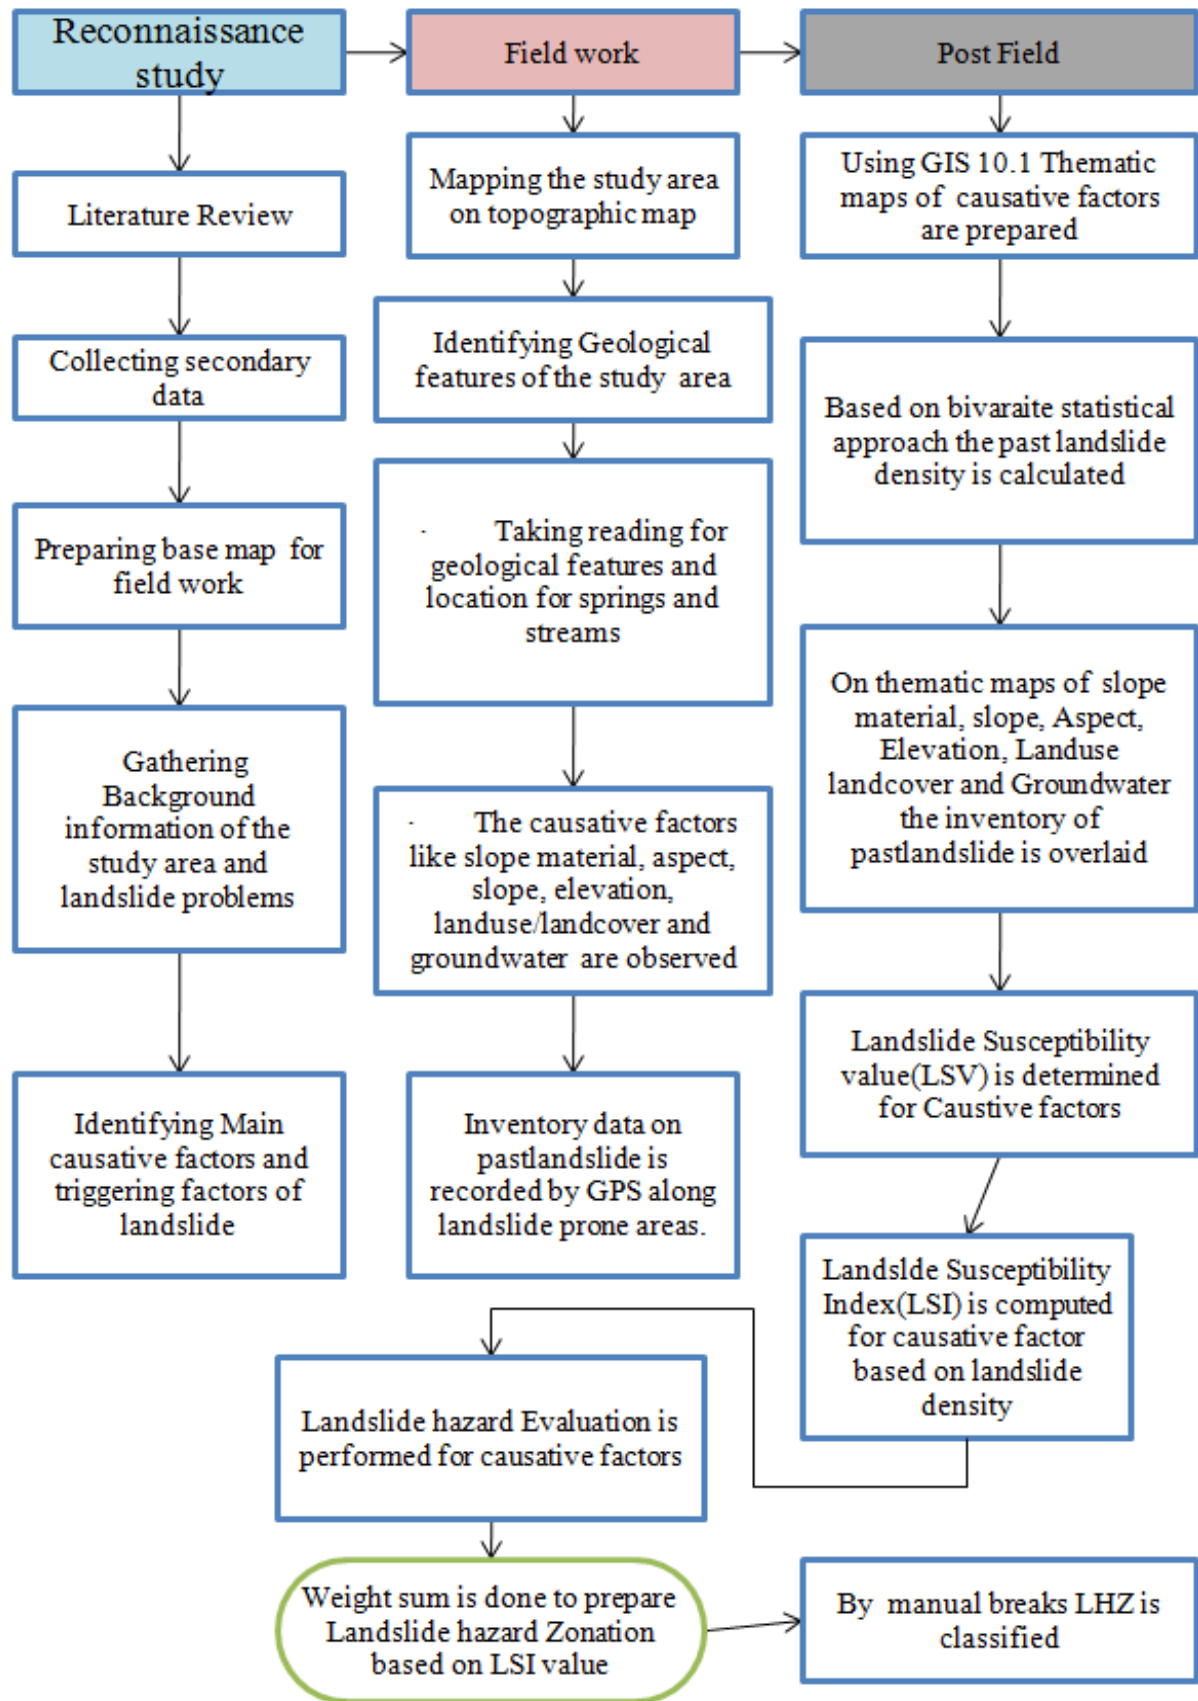 Reconnaissance
study
Literature Review
Collecting secondary
data
Preparing base map for
field work
Gathering
Background
information of the
study area and
landslide problems
Identifying Main
causative factors and
triggering factors of
landslide
Field work
Mapping the study area
on topographic map
Identifying Geological
features of the study area
· Taking reading for
geological features and
location for springs and
streams
· The causative factors
like slope material, aspect,
slope, elevation,
landuse/landcover and
groundwater are observed
Inventory data on
pastlandslide is
recorded by GPS along
landslide prone areas.
Post Field
Using GIS 10.1 Thematic
maps of causative factors
are prepared
Based on bivaraite statistical
approach the past landslide
density is calculated
On thematic maps of slope
material, slope, Aspect,
Elevation, Landuse
landcover and Groundwater
the inventory of
pastlandslide is overlaid
Landslide Susceptibility
value(LSV) is determined
for Caustive factors
Landslde Susceptibility
Index(LSI) is computed
for causative factor
based on landslide
density
Landslide hazard Evaluation is
performed for causative factors
Weight sum is done to prepare
Landslide hazard Zonation
based on LSI value
By manual breaks LHZ is
classified